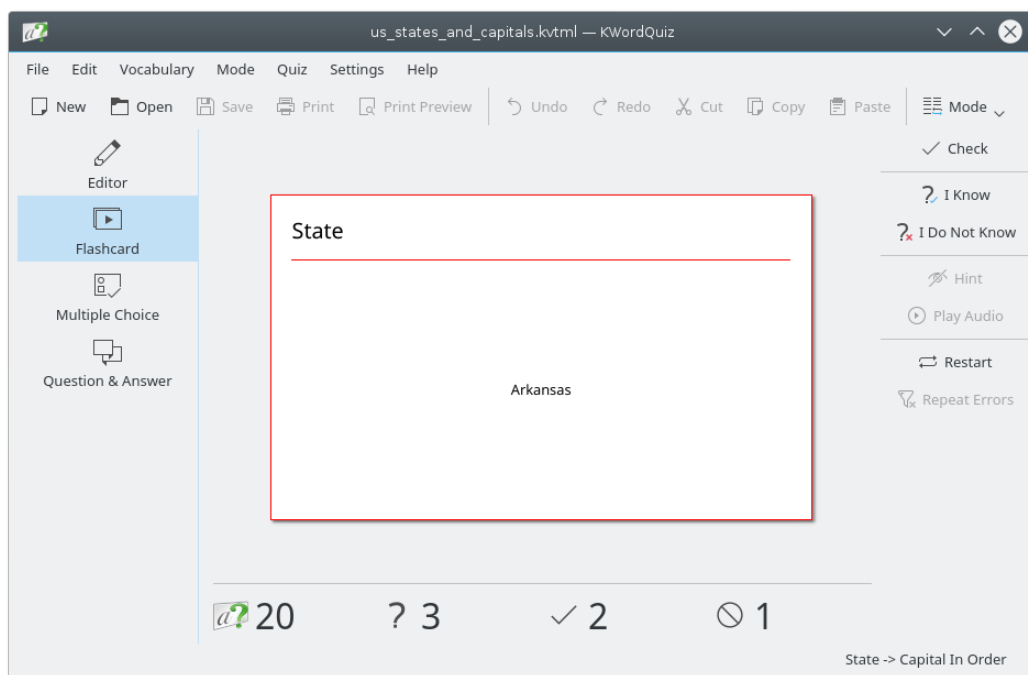 us_states_and_capitals.kvtml — KWordQuiz
File Edit Vocabulary Mode Quiz Settings Help
New Open Save Print Print Preview Undo Redo Cut Copy Paste Mode
Editor
Flashcard
Multiple Choice
Question & Answer
State
Arkansas
Check
I Know
I Do Not Know
Hint
Play Audio
Restart
Repeat Errors
a? 20 ? 3 2 1
State -> Capital In Order